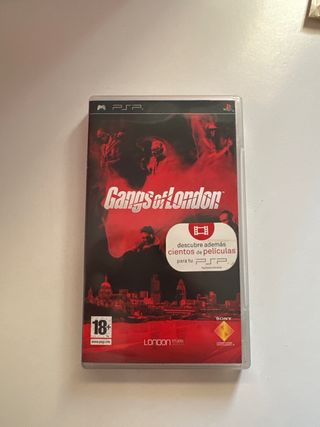 PSP
Gangs of London
descubre además
cientos de películas
para tu PSP
18+
www.pegi.info
LONDON
SONY